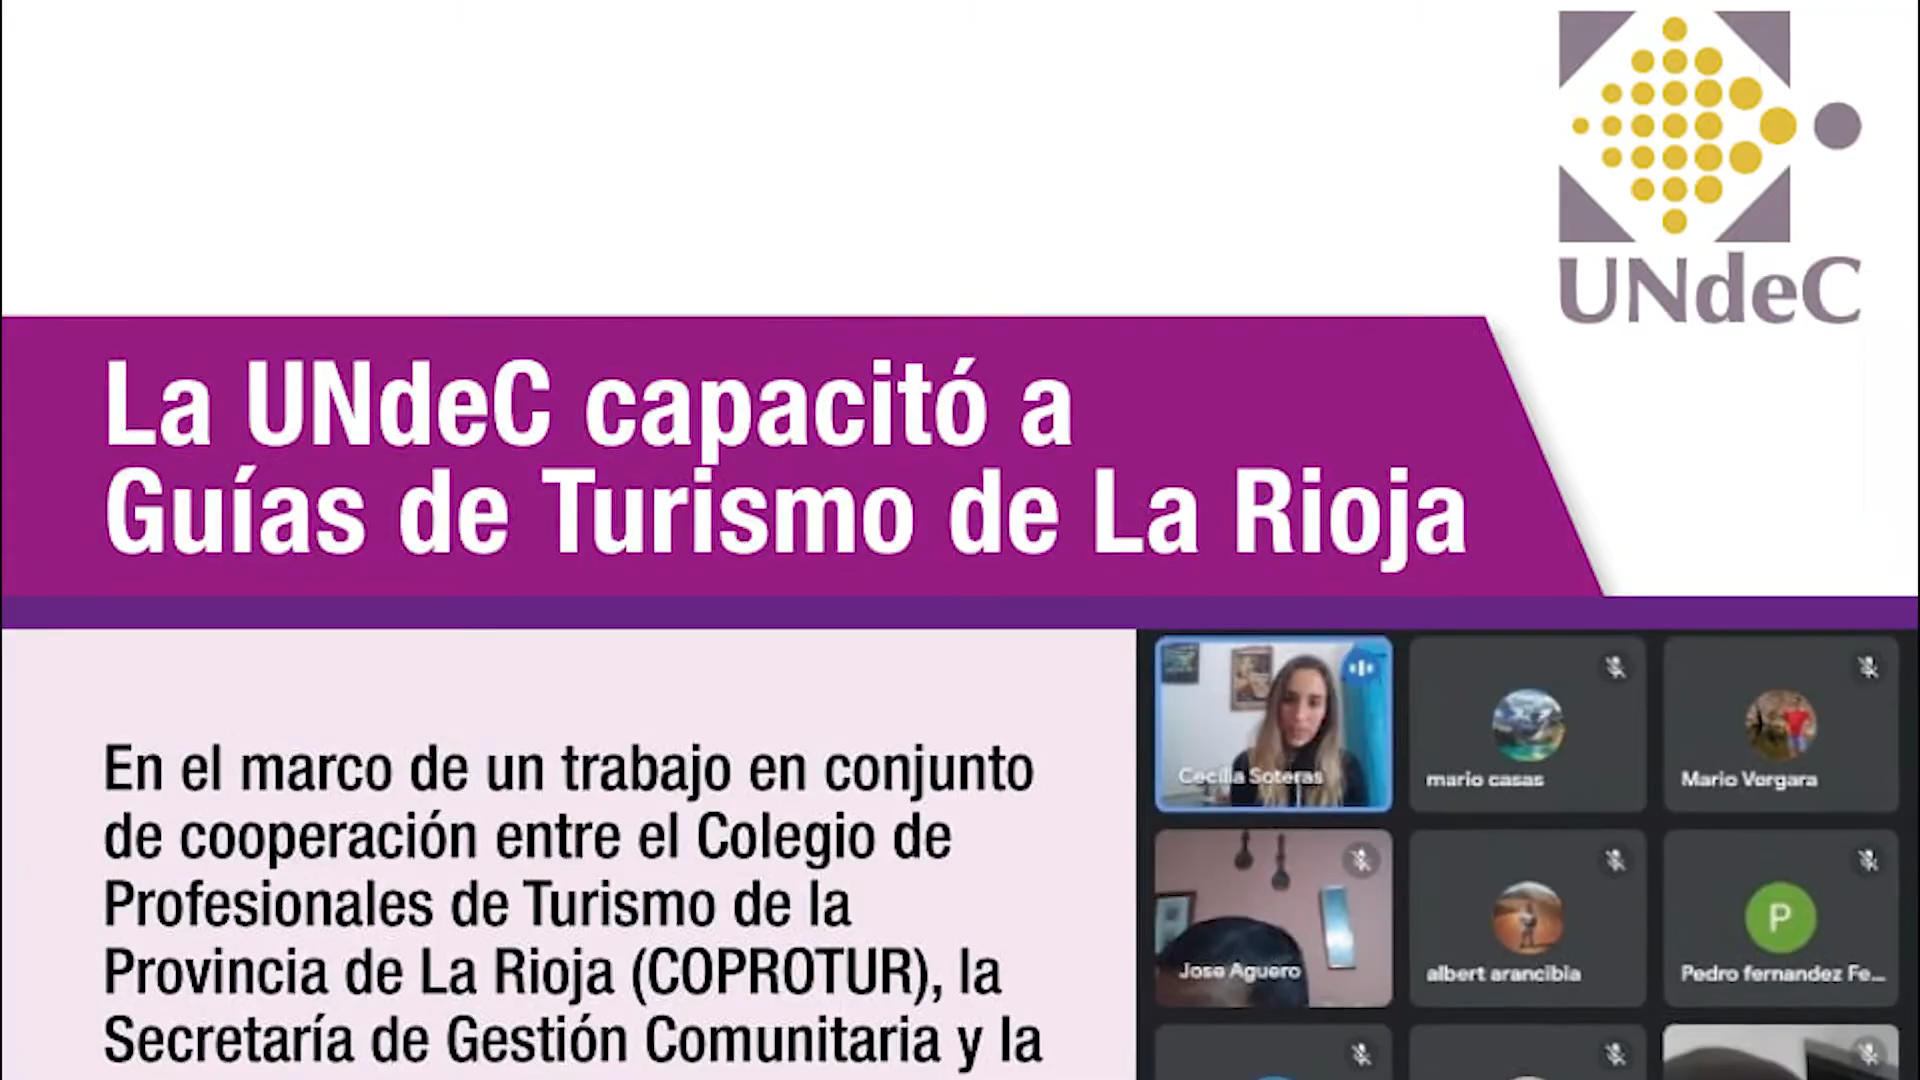 UNdeC
La UNdeC capacitó a
Guías de Turismo de La Rioja
En el marco de un trabajo en conjunto
de cooperación entre el Colegio de
Profesionales de Turismo de la
Provincia de La Rioja (COPROTUR), la
Secretaría de Gestión Comunitaria y la
Cecilia Soteras
mario casas
Mario Vergara
Jose Aguero
albert arancibia
P
Pedro fernandez Fe...